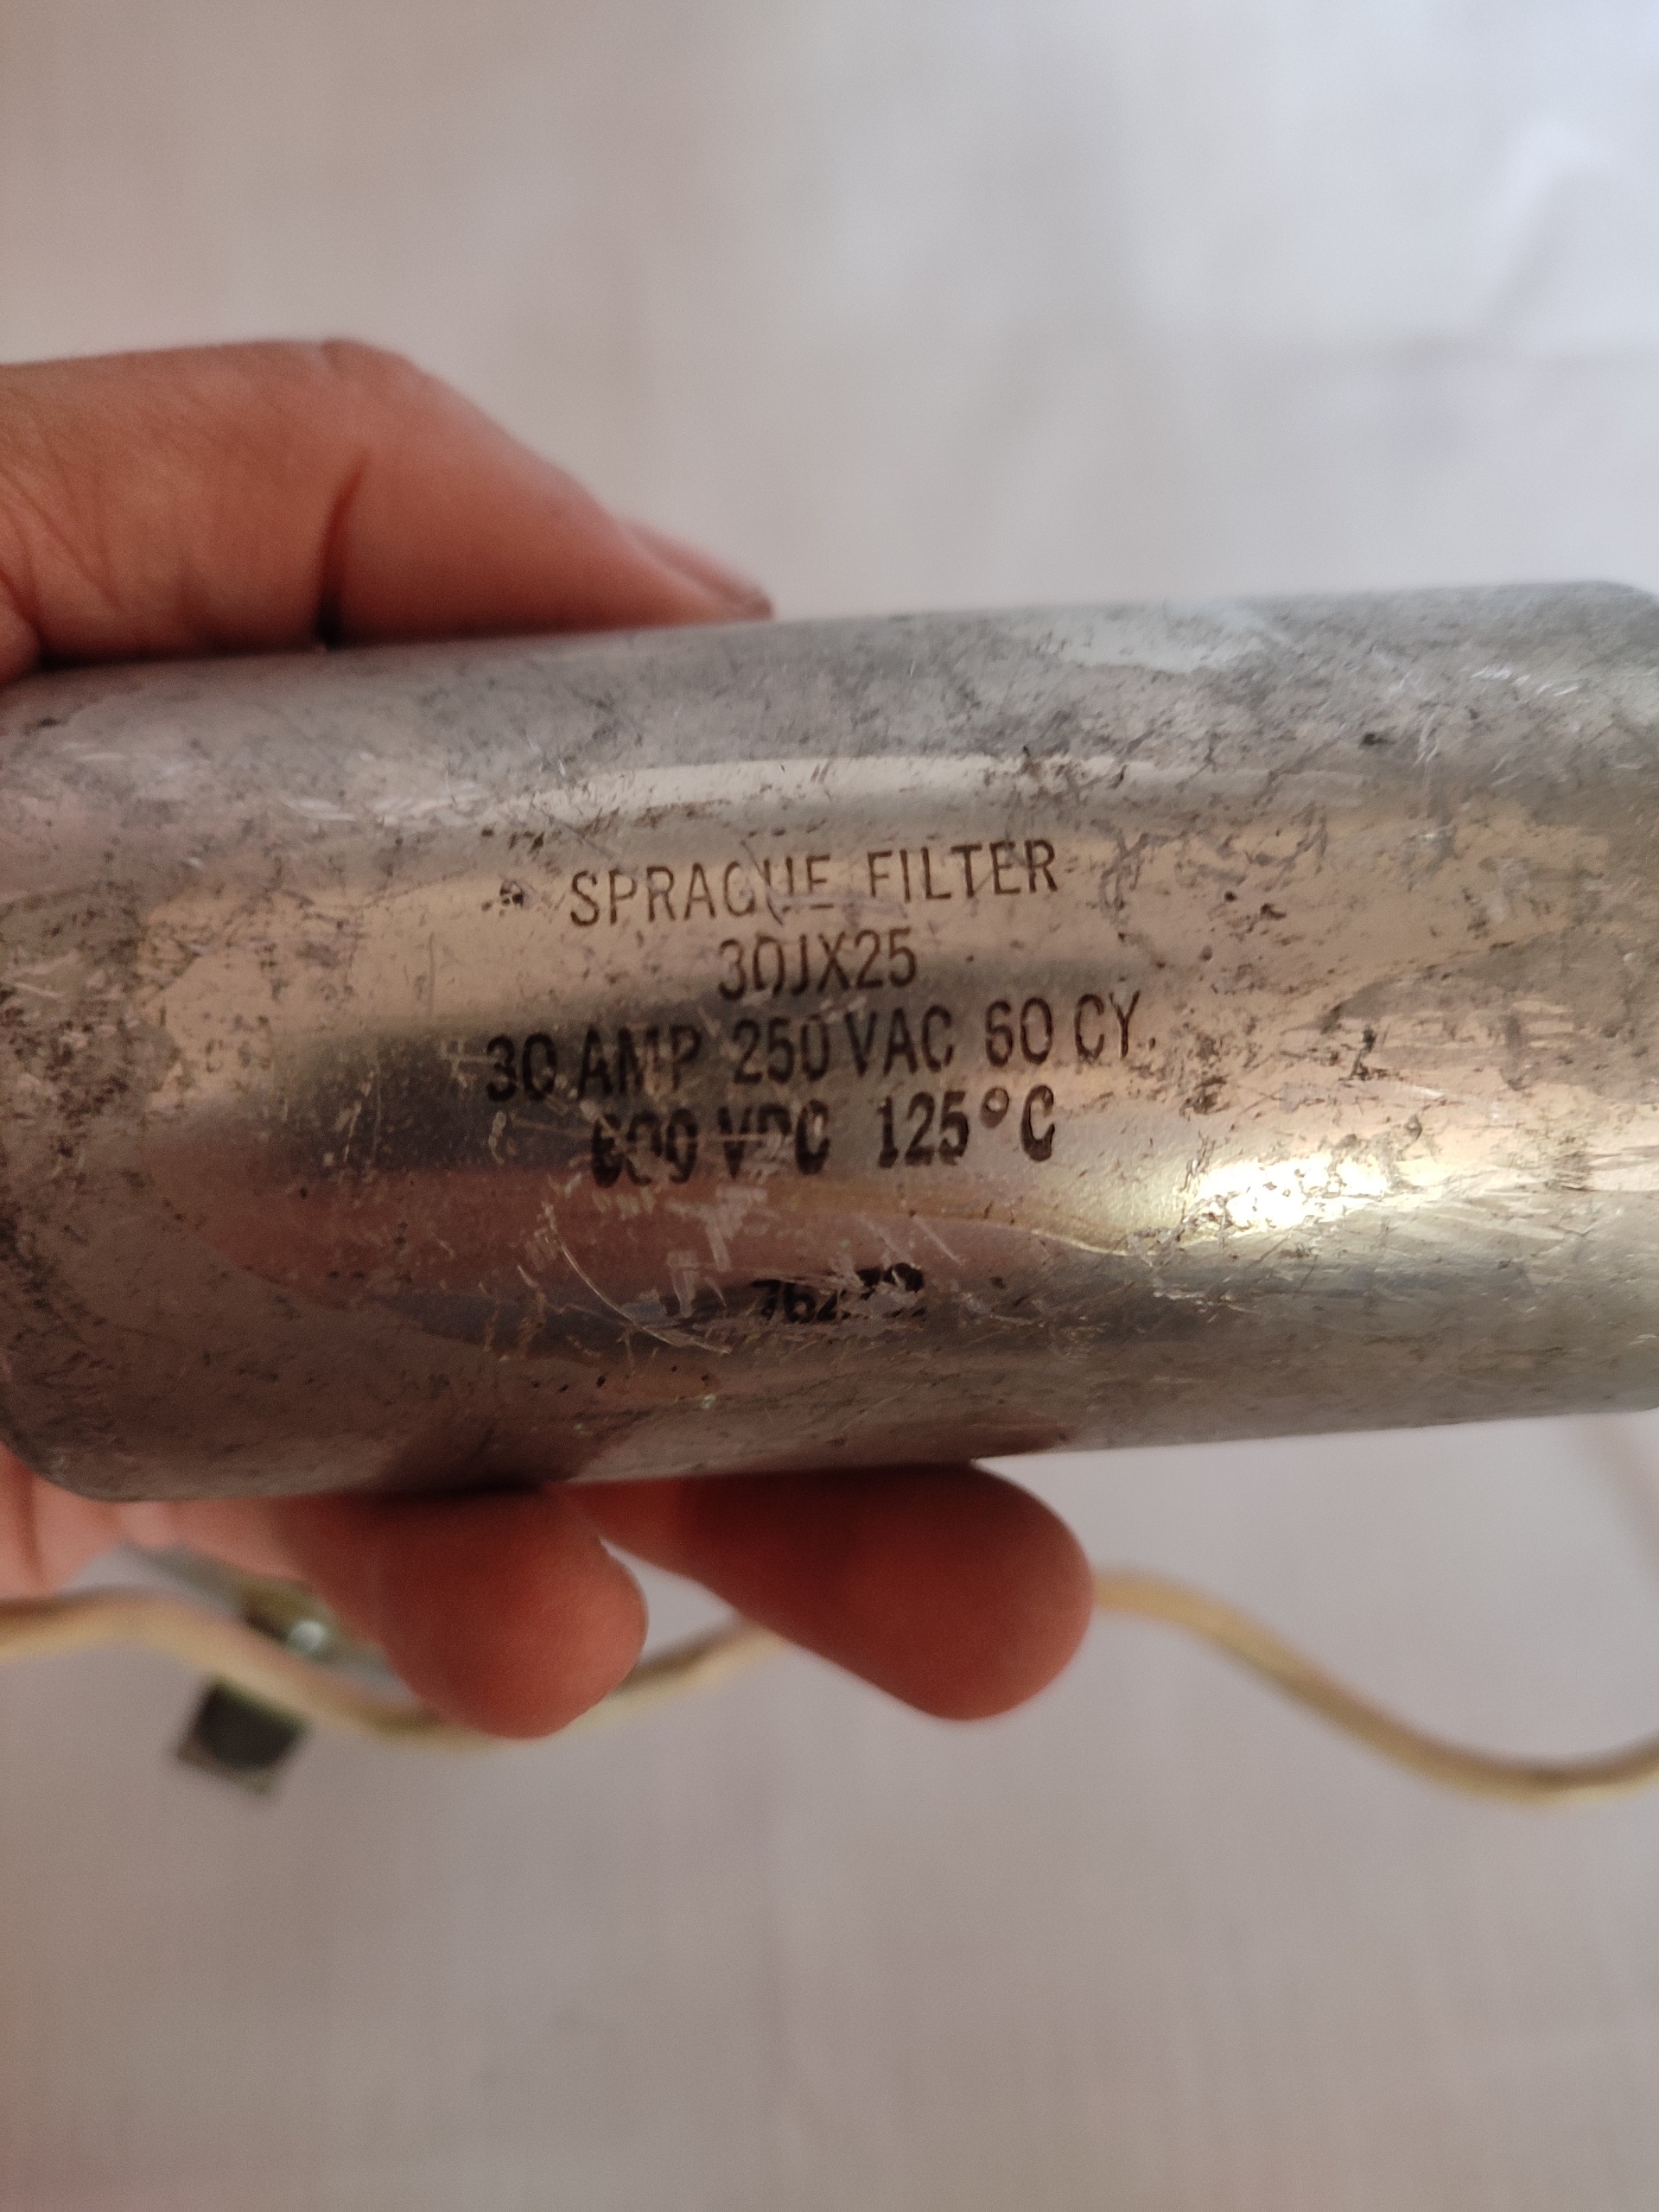 SPRAGUE FILTER
30JX25
30 AMP 250 VAC 60 CY.
600 VDC 125°C